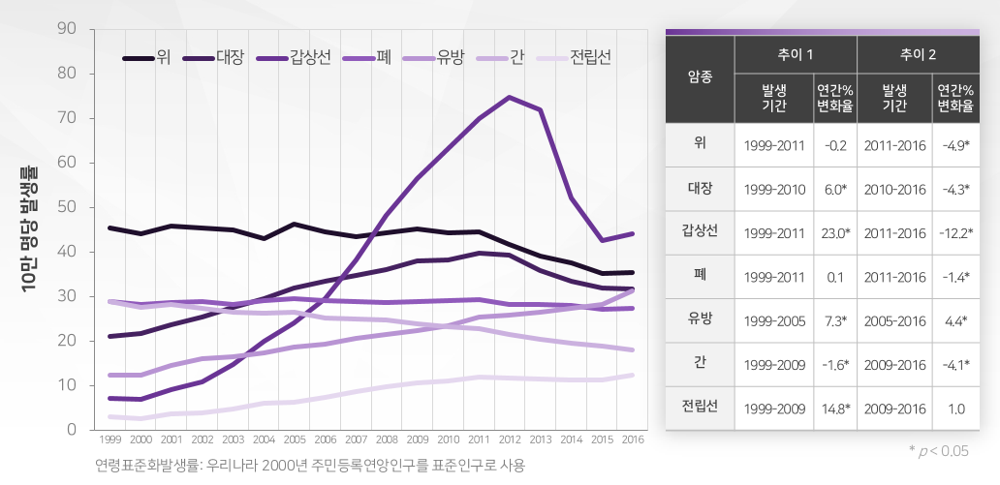 90
80
70
60
50
40
30
20
10
0
10만 명당 발생률
위 대장 갑상선 폐 유방 간 전립선
1999 2000 2001 2002 2003 2004 2005 2006 2007 2008 2009 2010 2011 2012 2013 2014 2015 2016
연령표준화발생률: 우리나라 2000년 주민등록연앙인구를 표준인구로 사용
암종 추이 1 추이 2
발생 연간% 발생 연간%
기간 변화율 기간 변화율
위 1999-2011 -0.2 2011-2016 -4.9*
대장 1999-2010 6.0* 2010-2016 -4.3*
갑상선 1999-2011 23.0* 2011-2016 -12.2*
폐 1999-2011 0.1 2011-2016 -1.4*
유방 1999-2005 7.3* 2005-2016 4.4*
간 1999-2009 -1.6* 2009-2016 -4.1*
전립선 1999-2009 14.8* 2009-2016 1.0
* p < 0.05